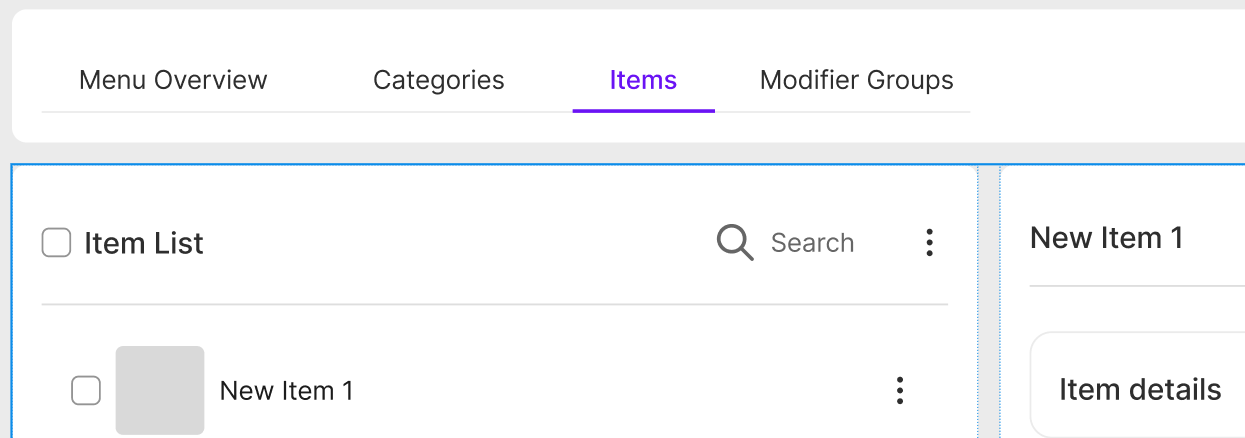 Menu Overview Categories Items Modifier Groups
Item List Search
New Item 1
New Item 1
Item details